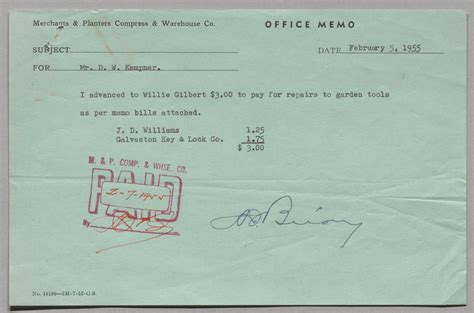 Merchants & Planters Compress & Warehouse Co. OFFICE MEMO
SUBJECT DATE February 5, 1955
FOR Mr. D. W. Kempner
I advanced to Willie Gilbert $3.00 to pay for repairs to garden tools
as per memo bills attached.
J. D. Williams 1.25
Galveston Key & Lock Co. 1.75
$ 3.00
M. & P. COMP. & WHSE. CO.
PAID
2-7-1955
By